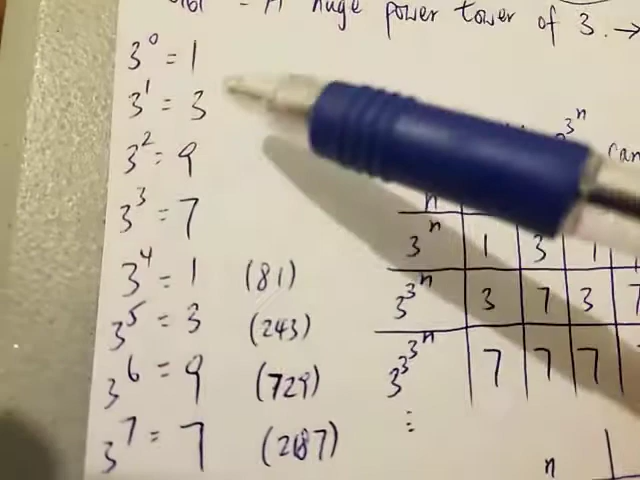 = A huge power tower of 3. →
3⁰ = 1
3¹ = 3
3² = 9
3³ = 7
3⁴ = 1 (81)
3⁵ = 3 (243)
3⁶ = 9 (729)
3⁷ = 7 (2187)
3ⁿ
n
3ⁿ 1 3 1
3^3^n 3 7 3 7
3^3^3^n 7 7 7
:
n